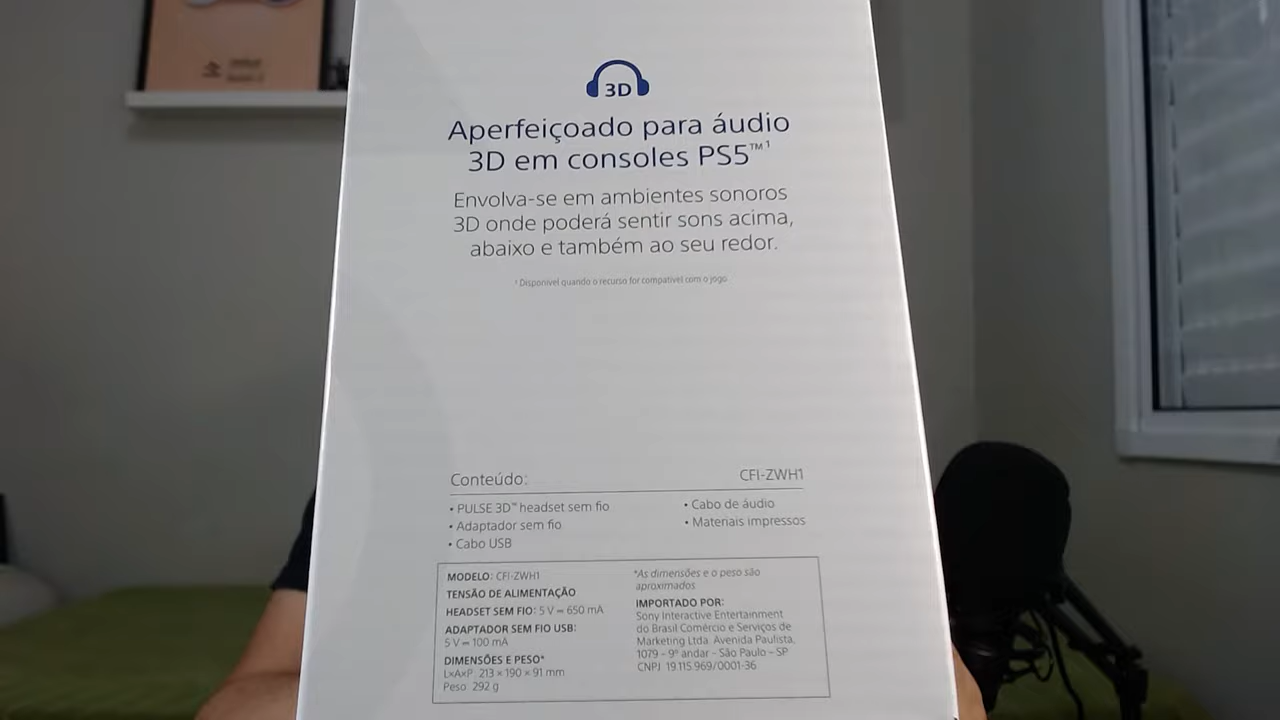 3D
Aperfeiçoado para áudio
3D em consoles PS5™¹
Envolva-se em ambientes sonoros
3D onde poderá sentir sons acima,
abaixo e também ao seu redor.
¹ Disponível quando o recurso for compatível com o jogo.
Conteúdo:
CFI-ZWH1
• PULSE 3D™ headset sem fio
• Adaptador sem fio
• Cabo USB
• Cabo de áudio
• Materiais impressos
MODELO: CFI-ZWH1
TENSÃO DE ALIMENTAÇÃO
HEADSET SEM FIO: 5 V ⎓ 650 mA
ADAPTADOR SEM FIO USB:
5 V ⎓ 100 mA
DIMENSÕES E PESO*
LxAxP 213 x 190 x 91 mm
Peso 292 g
*As dimensões e o peso são
aproximados
IMPORTADO POR:
Sony Interactive Entertainment
do Brasil Comércio e Serviços de
Marketing Ltda. Avenida Paulista,
1079 – 9º andar – São Paulo – SP
CNPJ 19.115.969/0001-36